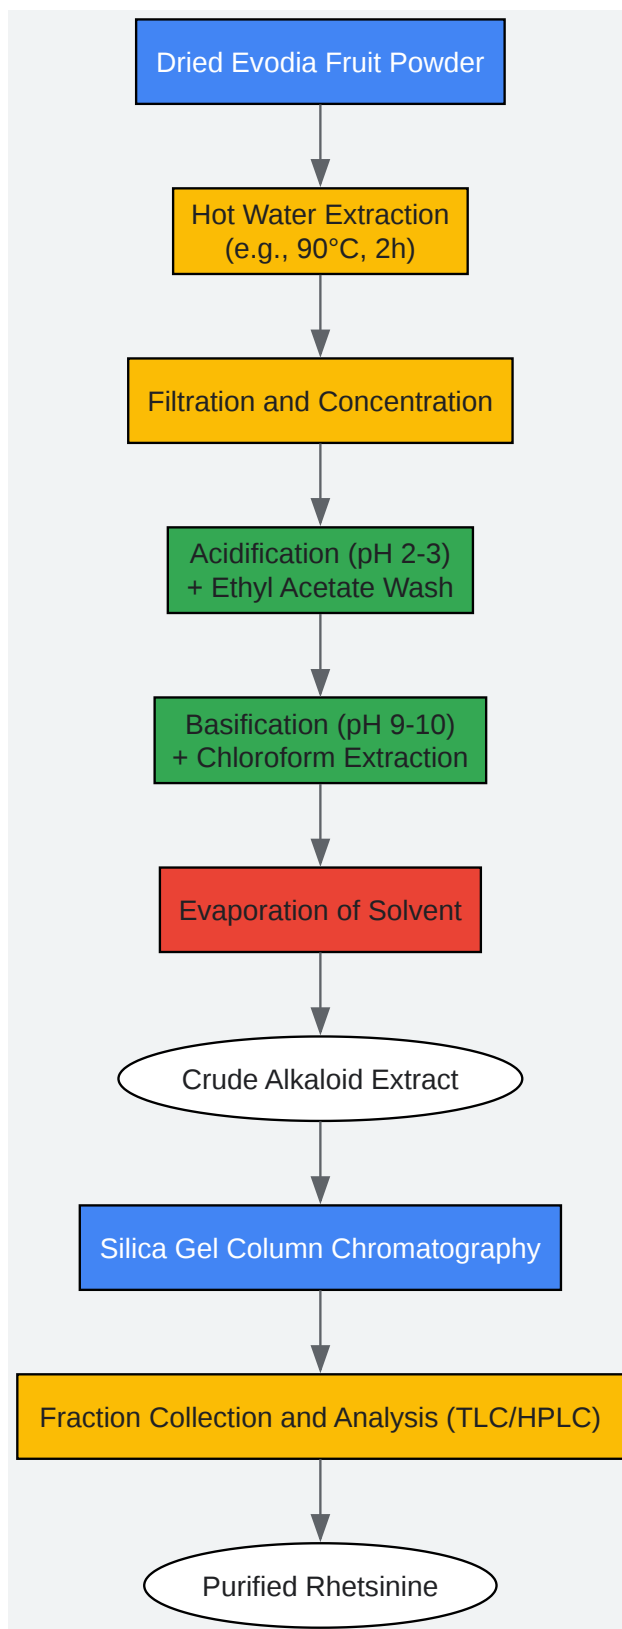 Dried Evodia Fruit Powder
Hot Water Extraction
(e.g., 90°C, 2h)
Filtration and Concentration
Acidification (pH 2-3)
+ Ethyl Acetate Wash
Basification (pH 9-10)
+ Chloroform Extraction
Evaporation of Solvent
Crude Alkaloid Extract
Silica Gel Column Chromatography
Fraction Collection and Analysis (TLC/HPLC)
Purified Rhetsinine